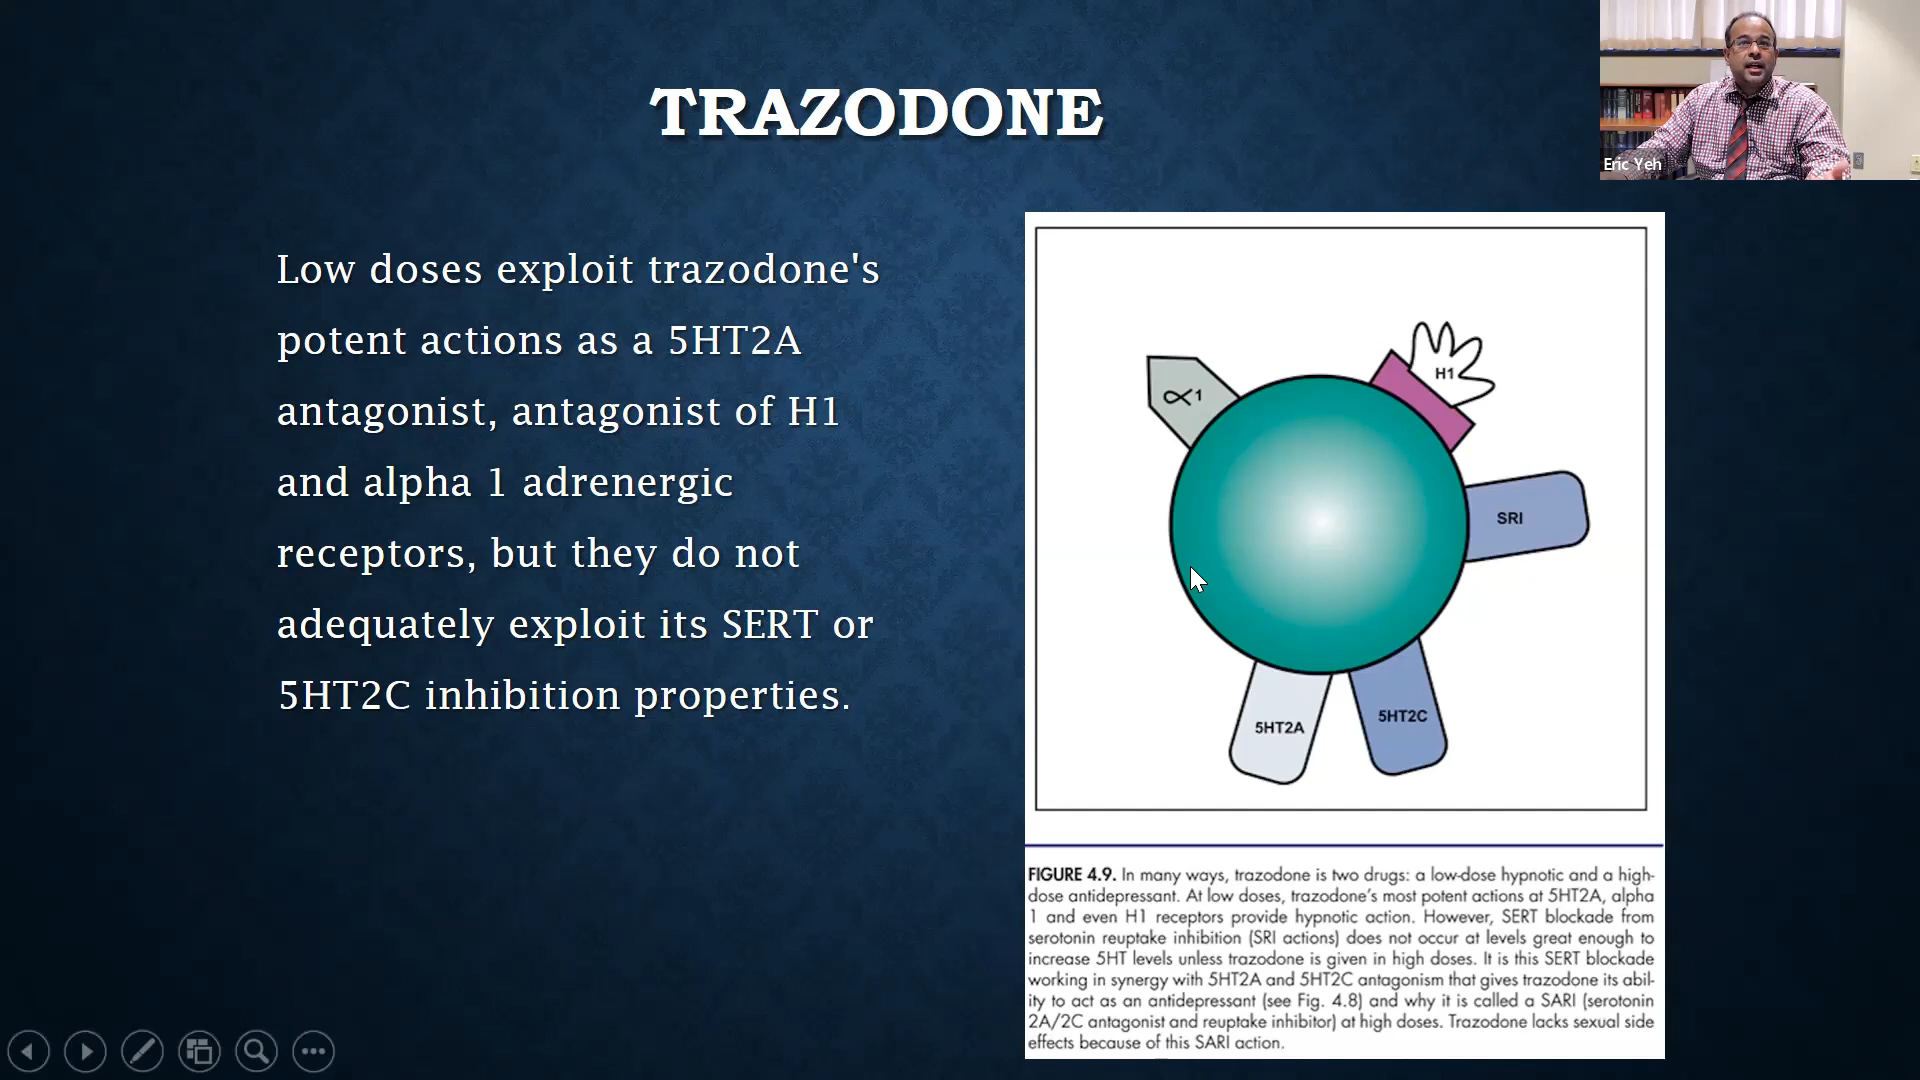 TRAZODONE
Eric Yeh
Low doses exploit trazodone's
potent actions as a 5HT2A
antagonist, antagonist of H1
and alpha 1 adrenergic
receptors, but they do not
adequately exploit its SERT or
5HT2C inhibition properties.
∝1
H1
SRI
5HT2A
5HT2C
FIGURE 4.9. In many ways, trazodone is two drugs: a low-dose hypnotic and a high-
dose antidepressant. At low doses, trazodone's most potent actions at 5HT2A, alpha
1 and even H1 receptors provide hypnotic action. However, SERT blockade from
serotonin reuptake inhibition (SRI actions) does not occur at levels great enough to
increase 5HT levels unless trazodone is given in high doses. It is this SERT blockade
working in synergy with 5HT2A and 5HT2C antagonism that gives trazodone its abil-
ity to act as an antidepressant (see Fig. 4.8) and why it is called a SARI (serotonin
2A/2C antagonist and reuptake inhibitor) at high doses. Trazodone lacks sexual side
effects because of this SARI action.